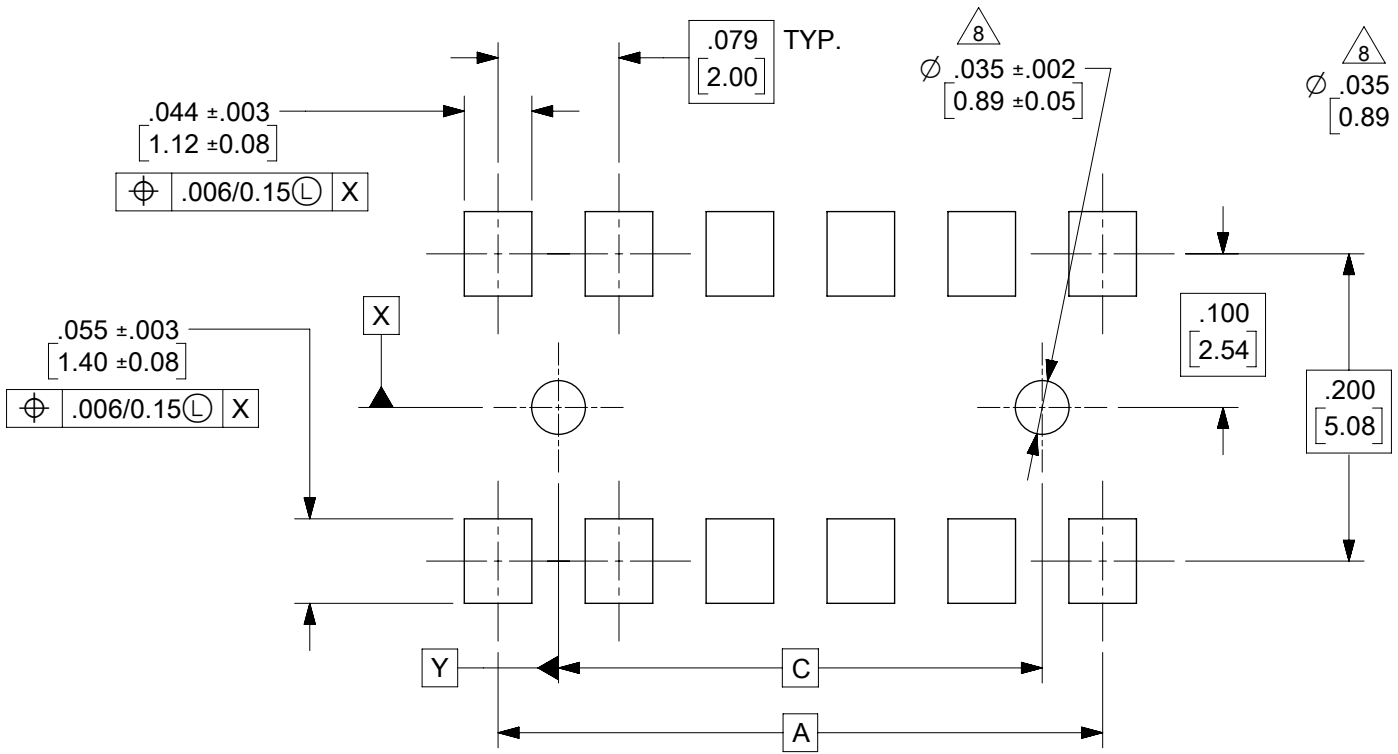 .079 TYP.
[2.00]
8
Ø .035 ±.002
[0.89 ±0.05]
8
Ø .035
[0.89
.044 ±.003
[1.12 ±0.08]
⌖ .006/0.15Ⓛ X
X
.055 ±.003
[1.40 ±0.08]
⌖ .006/0.15Ⓛ X
.100
[2.54]
.200
[5.08]
Y
C
A